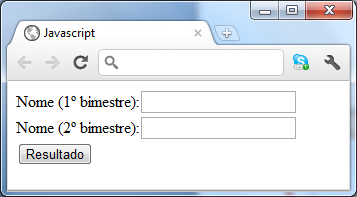 Javascript
Nome (1º bimestre):
Nome (2º bimestre):
Resultado